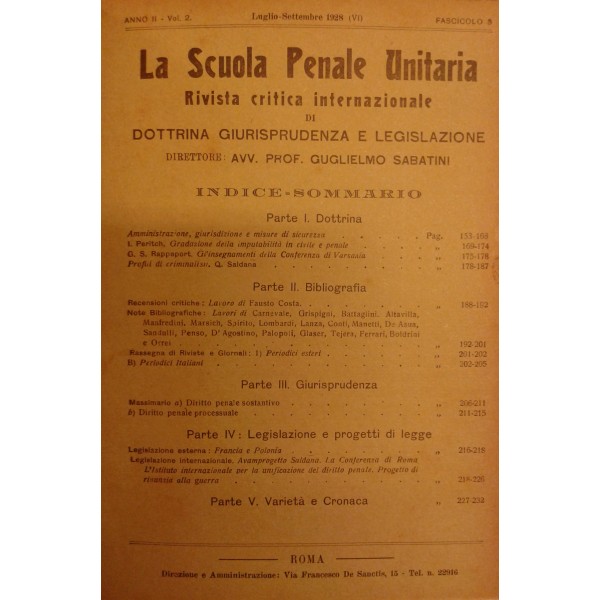 ANNO II - Vol. 2.
Luglio-Settembre 1928 (VI)
FASCICOLO 3
La Scuola Penale Unitaria
Rivista critica internazionale
DI
DOTTRINA GIURISPRUDENZA E LEGISLAZIONE
DIRETTORE: AVV. PROF. GUGLIELMO SABATINI
INDICE-SOMMARIO
Parte I. Dottrina
Amministrazione, giurisdizione e misure di sicurezza . . . . . Pag. 153-168
I. Peritch, Gradazione della imputabilità in civile e penale . . . . . „ 169-174
G. S. Rappaport. Gl'insegnamenti della Conferenza di Varsavia . . . . . „ 175-178
Profili di criminalisti. Q. Saldana . . . . . „ 178-187
Parte II. Bibliografia
Recensioni critiche: Lavoro di Fausto Costa. . . . . . „ 188-192
Note Bibliografiche: Lavori di Carnevale, Grispigni, Battaglini, Altavilla,
Manfredini, Marsich, Spirito, Lombardi, Lanza, Conti, Manetti, De Azua,
Sandulli, Penso, D'Agostino, Palopoli, Glaser, Tejera, Ferrari, Boldrini
e Orrei . . . . . „ 192-201
Rassegna di Riviste e Giornali: 1) Periodici esteri . . . . . „ 201-202
B) Periodici Italiani . . . . . „ 202-205
Parte III. Giurisprudenza
Massimario a) Diritto penale sostantivo . . . . . „ 206-211
b) Diritto penale processuale . . . . . „ 211-215
Parte IV: Legislazione e progetti di legge
Legislazione esterna: Francia e Polonia . . . . . „ 216-218
Legislazione internazionale. Avamprogetto Saldana. La Conferenza di Roma
L'Istituto internazionale per la unificazione del diritto penale. Progetto di
rinunzia alla guerra . . . . . „ 218-226
Parte V. Varietà e Cronaca . . . . . „ 227-232
ROMA
Direzione e Amministrazione: Via Francesco De Sanctis, 15 - Tel. n. 22916